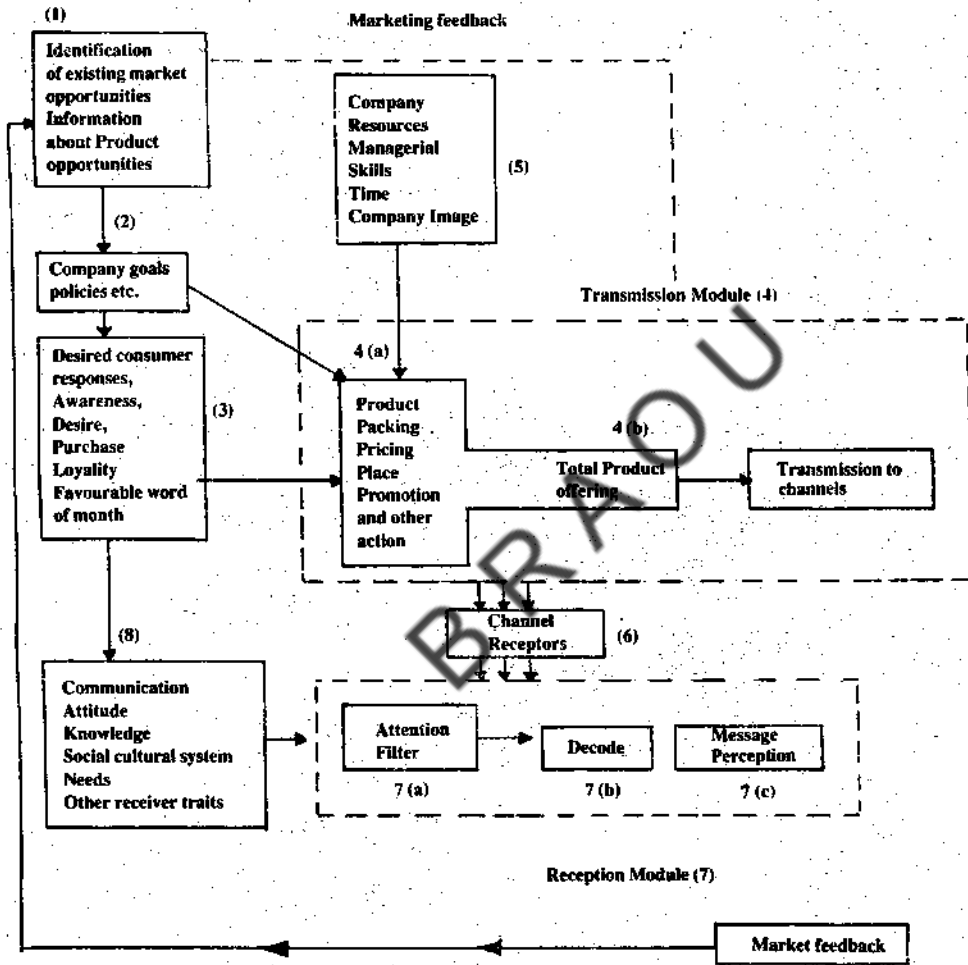 (1)
Marketing feedback
Identification
of existing market
opportunities
Information
about Product
opportunities
Company
Resources
Managerial
Skills
Time
Company Image
(5)
(2)
Company goals
policies etc.
Transmission Module (4)
Desired consumer
responses,
Awareness,
Desire,
Purchase
Loyality
Favourable word
of month
(3)
4 (a)
Product
Packing
Pricing
Place
Promotion
and other
action
4 (b)
Total Product
offering
Transmission to
channels
BRAOU
Channel
Receptors
(6)
(8)
Communication
Attitude
Knowledge
Social cultural system
Needs
Other receiver traits
Attention
Filter
7 (a)
Decode
7 (b)
Message
Perception
7 (c)
Reception Module (7)
Market feedback